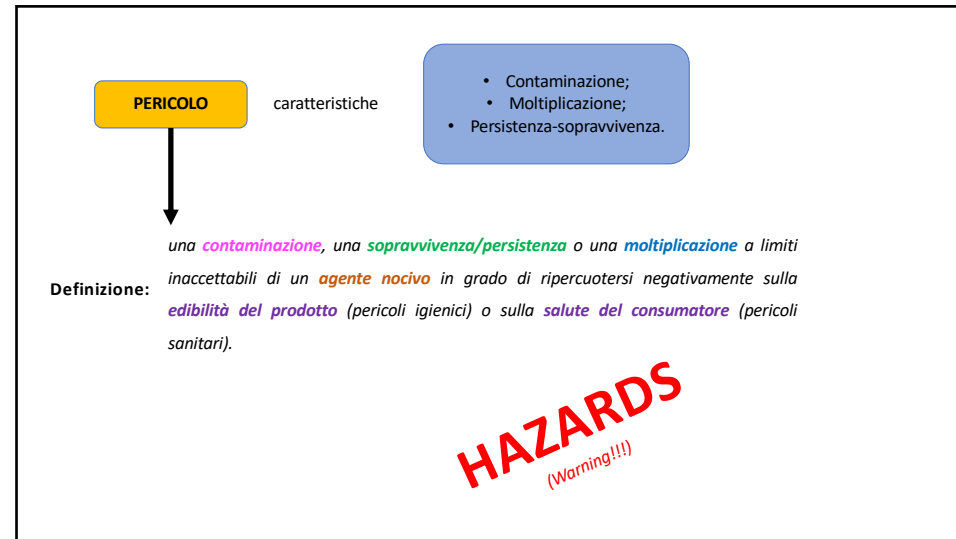 PERICOLO
caratteristiche
• Contaminazione;
• Moltiplicazione;
• Persistenza-sopravvivenza.
Definizione:
una contaminazione, una sopravvivenza/persistenza o una moltiplicazione a limiti
inaccettabili di un agente nocivo in grado di ripercuotersi negativamente sulla
edibilità del prodotto (pericoli igienici) o sulla salute del consumatore (pericoli
sanitari).
HAZARDS
(Warning!!!)